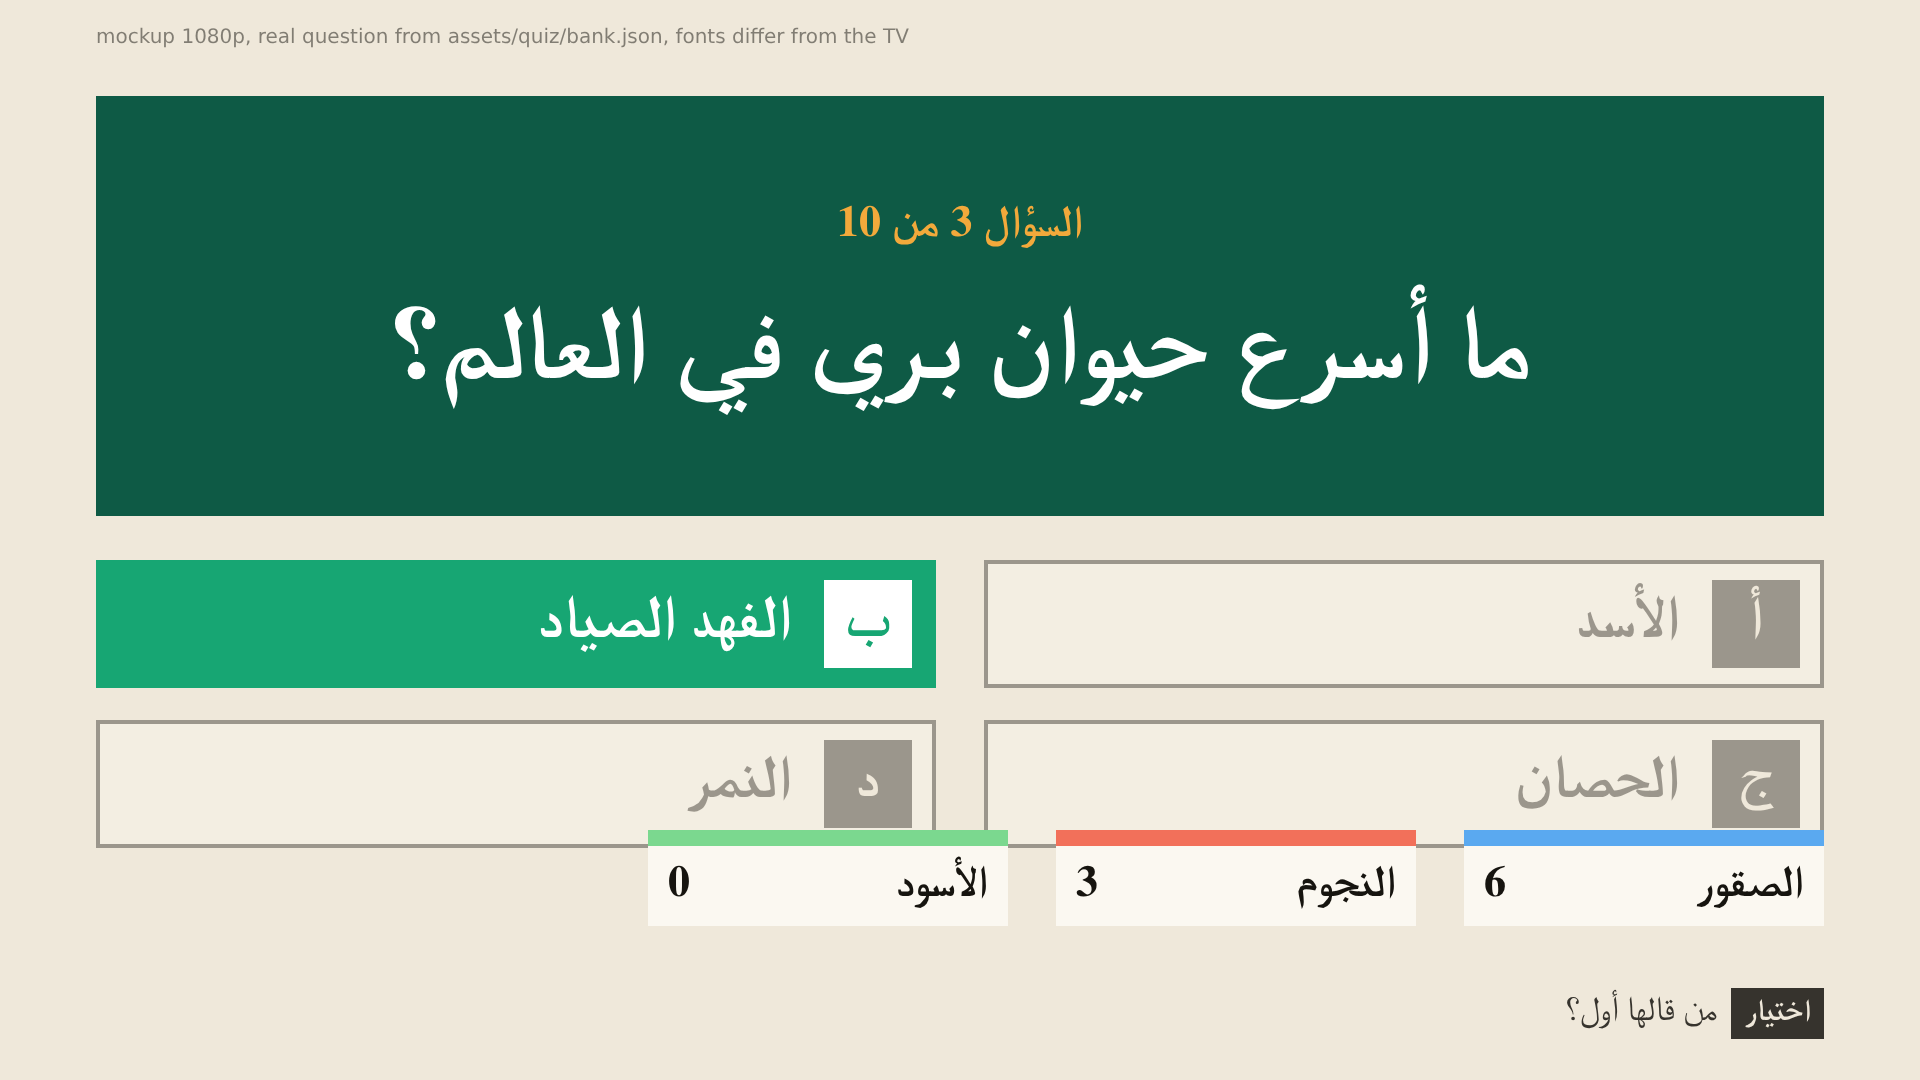 mockup 1080p, real question from assets/quiz/bank.json, fonts differ from the TV
السؤال 3 من 10
ما أسرع حيوان بري في العالم؟
أ الأسد
ب الفهد الصياد
ج الحصان
د النمر
الصقور 6
النجوم 3
الأسود 0
اختيار من قالها أول؟